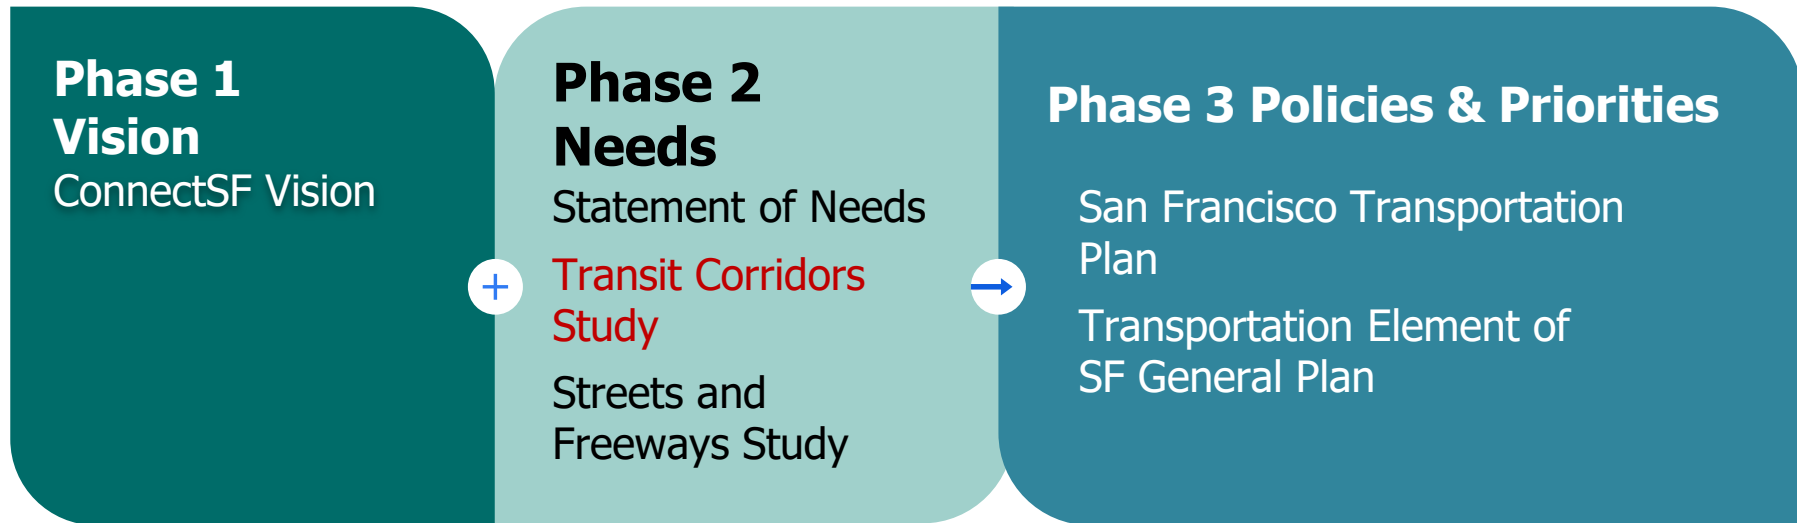 Phase 1
Vision
ConnectSF Vision
Phase 2
Needs
Statement of Needs
Transit Corridors
Study
Streets and
Freeways Study
Phase 3 Policies & Priorities
San Francisco Transportation
Plan
Transportation Element of
SF General Plan